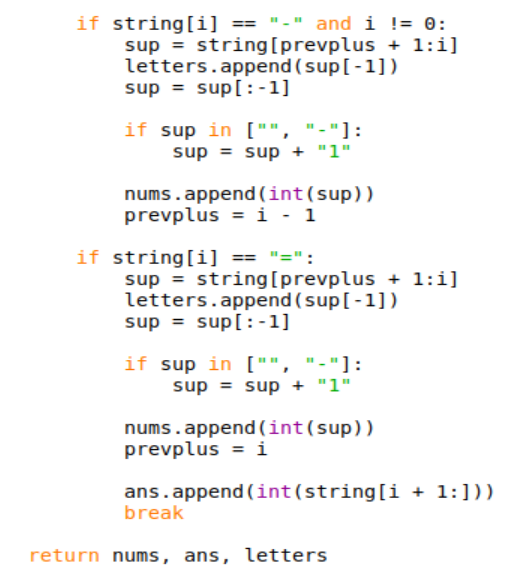 if string[i] == "-" and i != 0:
        sup = string[prevplus + 1:i]
        letters.append(sup[-1])
        sup = sup[:-1]

        if sup in ["", "-"]:
            sup = sup + "1"

        nums.append(int(sup))
        prevplus = i - 1

    if string[i] == "=":
        sup = string[prevplus + 1:i]
        letters.append(sup[-1])
        sup = sup[:-1]

        if sup in ["", "-"]:
            sup = sup + "1"

        nums.append(int(sup))
        prevplus = i

        ans.append(int(string[i + 1:]))
        break

return nums, ans, letters